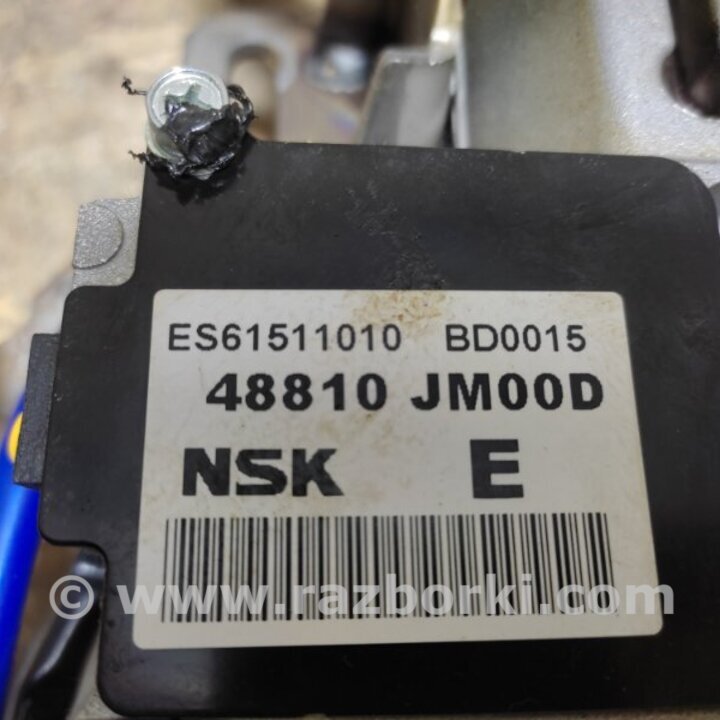 ES61511010 BD0015
48810 JM00D
NSK E
© www.razborki.com